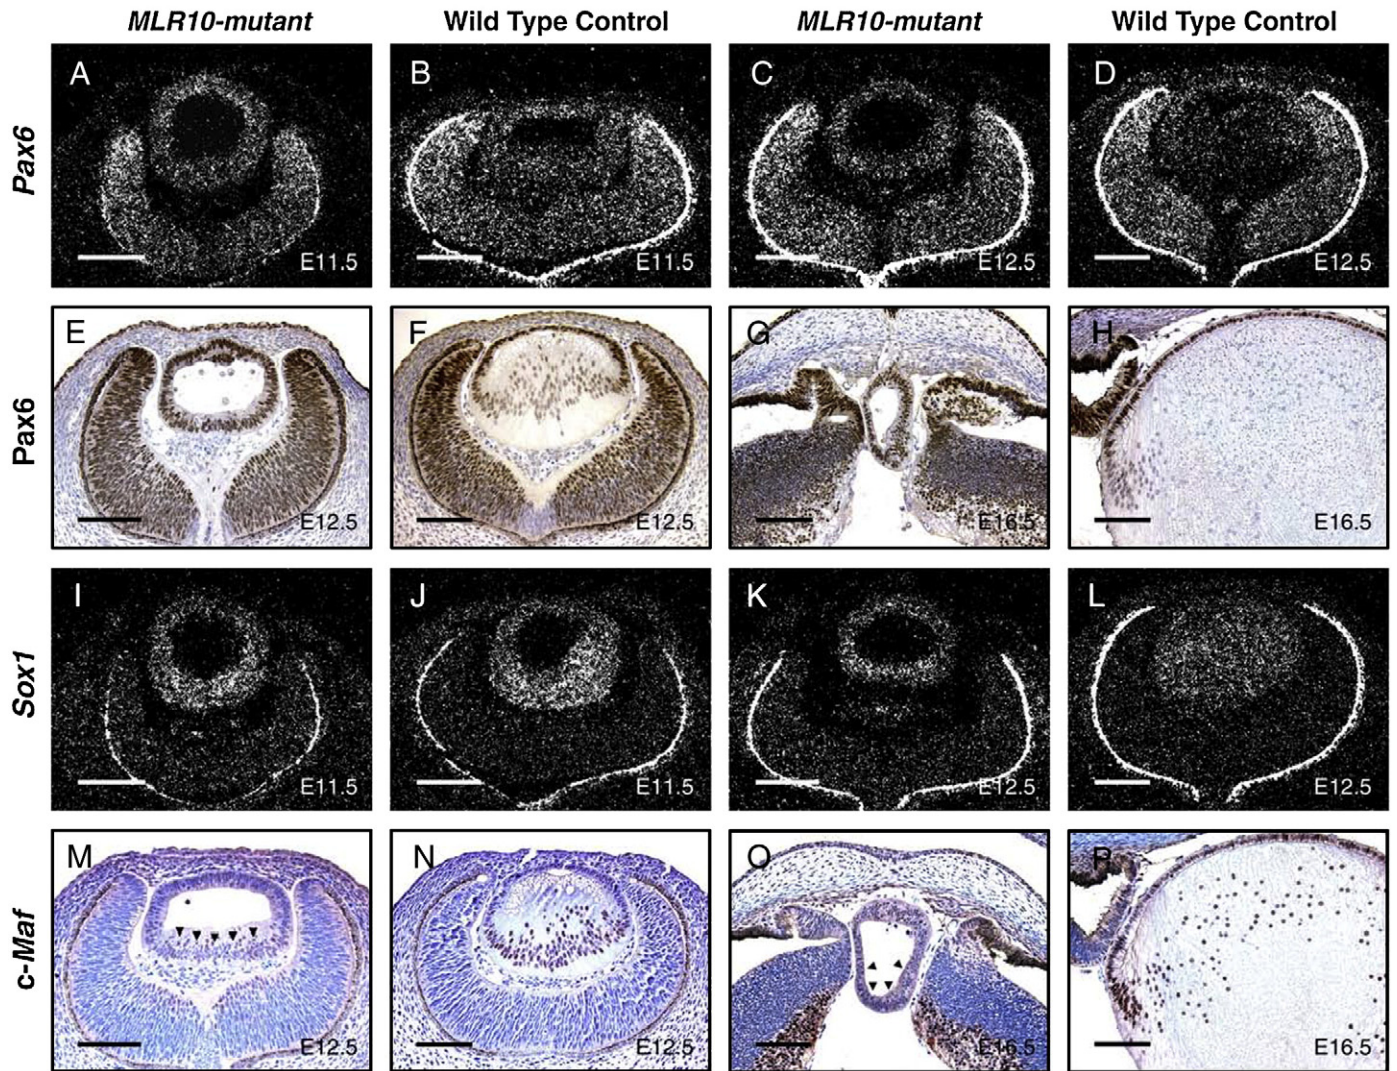 MLR10-mutant Wild Type Control MLR10-mutant Wild Type Control
Pax6
A B C D
E11.5 E11.5 E12.5 E12.5
Pax6
E F G H
E12.5 E12.5 E16.5 E16.5
Sox1
I J K L
E11.5 E11.5 E12.5 E12.5
c-Maf
M N O P
E12.5 E12.5 E16.5 E16.5